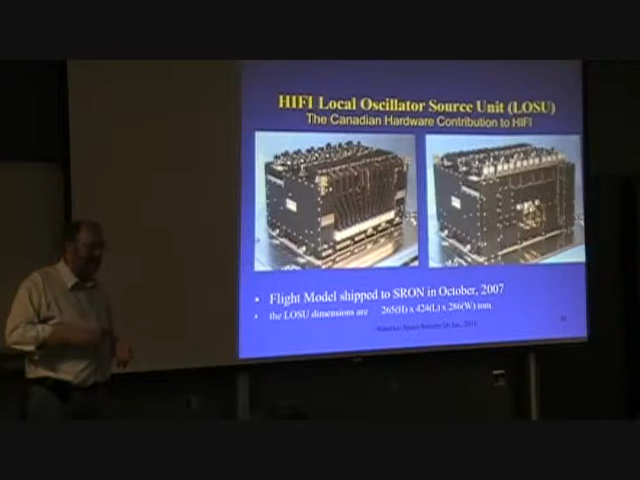 HIFI Local Oscillator Source Unit (LOSU)
The Canadian Hardware Contribution to HIFI
Flight Model shipped to SRON in October, 2007
the LOSU dimensions are 265(H) x 424(L) x 286(W) mm.